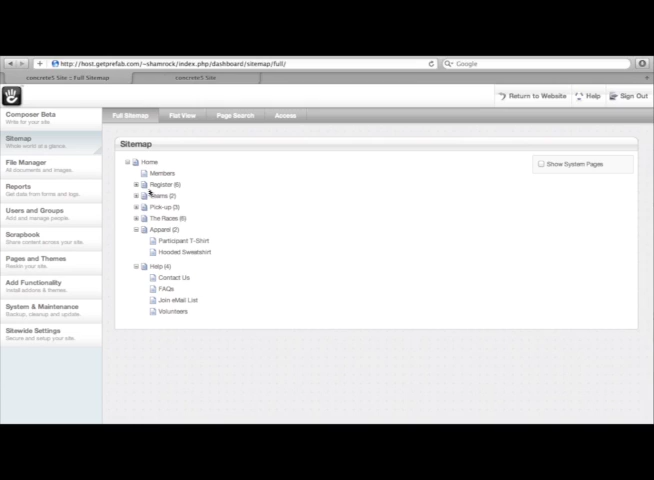 http://host.getprefab.com/~shamrock/index.php/dashboard/sitemap/full/
Google
concrete5 Site :: Full Sitemap
concrete5 Site
Return to Website
Help
Sign Out
Composer Beta
Write for your site.
Full Sitemap
Flat View
Page Search
Access
Sitemap
Whole world at a glance.
File Manager
All documents and images.
Reports
Get data from forms and logs.
Users and Groups
Add and manage people.
Scrapbook
Share content across your site.
Pages and Themes
Reskin your site.
Add Functionality
Install addons & themes.
System & Maintenance
Backup, cleanup and update.
Sitewide Settings
Secure and setup your site.
Sitemap
Show System Pages
Home
Members
Register (6)
Teams (2)
Pick-up (3)
The Races (6)
Apparel (2)
Participant T-Shirt
Hooded Sweatshirt
Help (4)
Contact Us
FAQs
Join eMail List
Volunteers